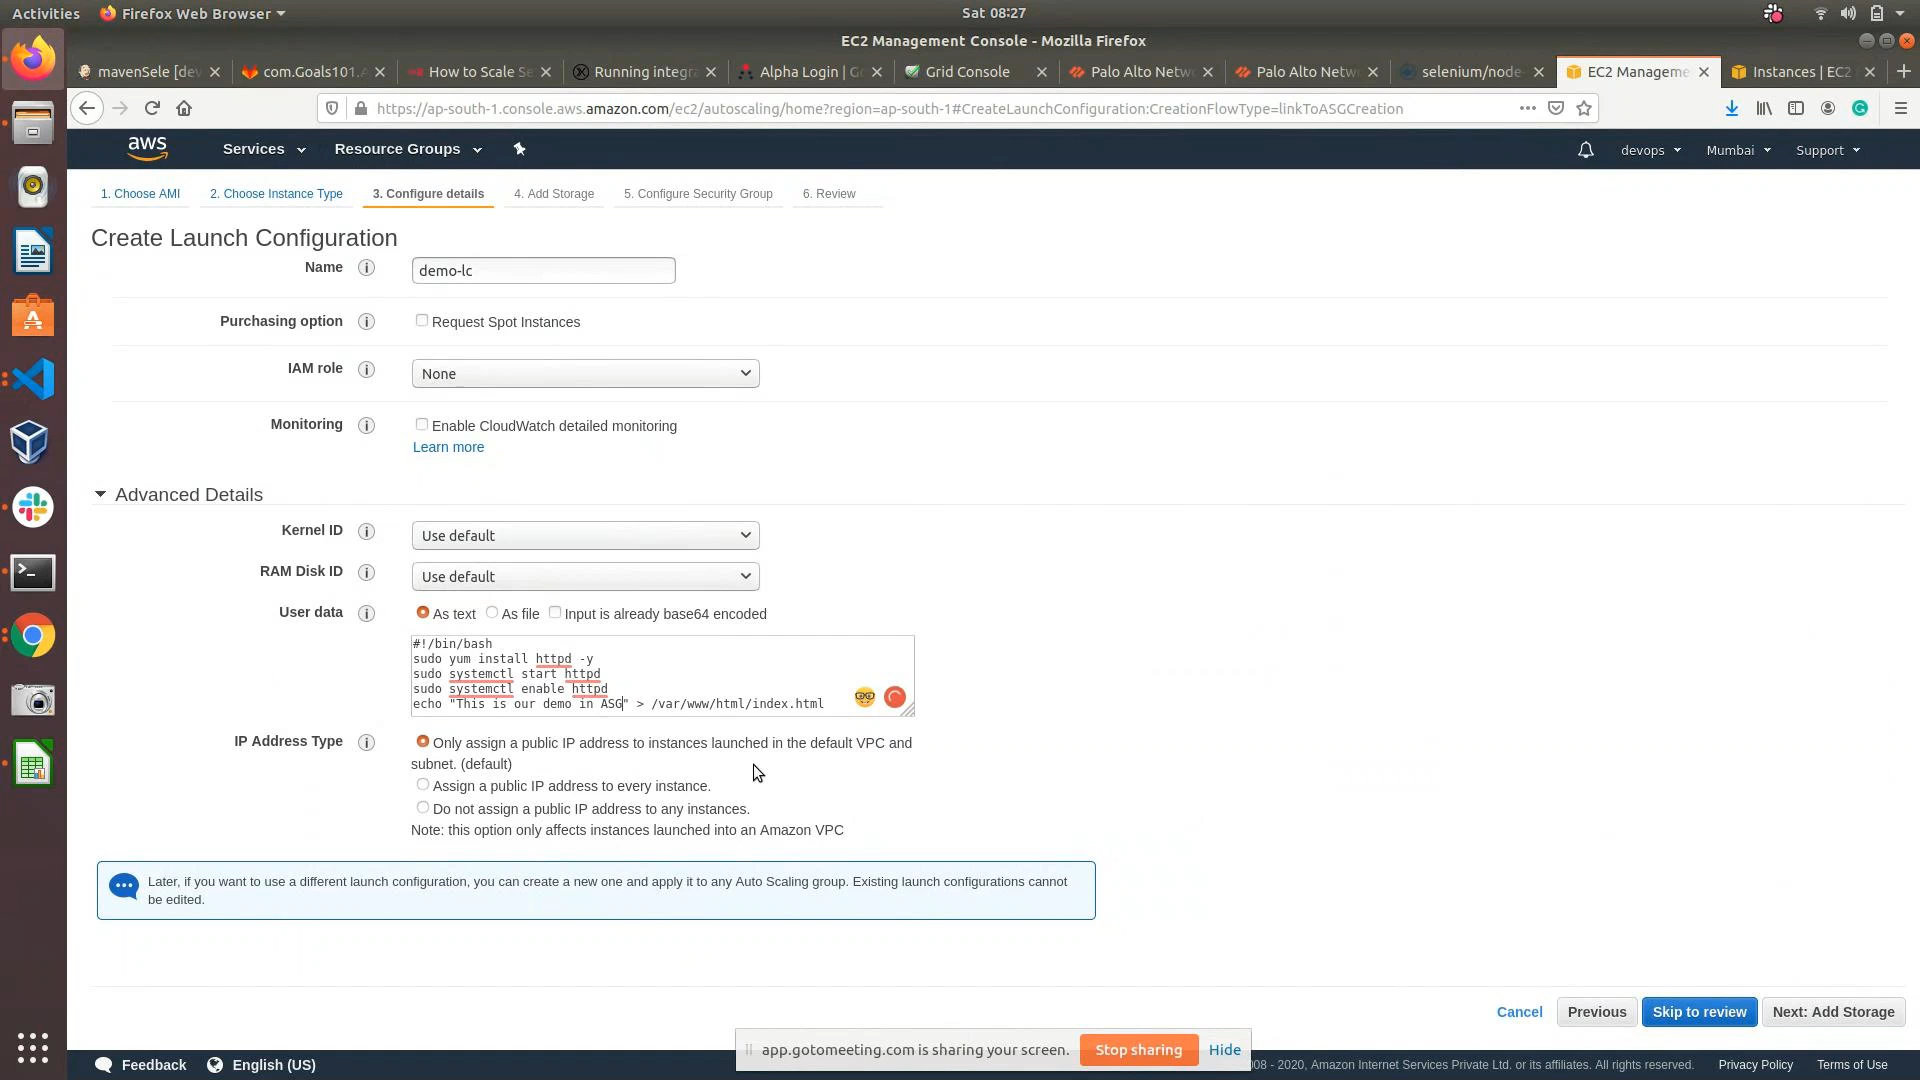 Activities Firefox Web Browser Sat 08:27
EC2 Management Console - Mozilla Firefox
mavenSele [dev com.Goals101.A How to Scale Se Running integra Alpha Login | Go Grid Console Palo Alto Netw Palo Alto Netw selenium/node- EC2 Manageme Instances | EC2
https://ap-south-1.console.aws.amazon.com/ec2/autoscaling/home?region=ap-south-1#CreateLaunchConfiguration:CreationFlowType=linkToASGCreation
aws Services Resource Groups devops Mumbai Support
1. Choose AMI 2. Choose Instance Type 3. Configure details 4. Add Storage 5. Configure Security Group 6. Review
Create Launch Configuration
Name i demo-lc
Purchasing option i Request Spot Instances
IAM role i None
Monitoring i Enable CloudWatch detailed monitoring
Learn more
Advanced Details
Kernel ID i Use default
RAM Disk ID i Use default
User data i As text As file Input is already base64 encoded
#!/bin/bash
sudo yum install httpd -y
sudo systemctl start httpd
sudo systemctl enable httpd
echo "This is our demo in ASG" > /var/www/html/index.html
IP Address Type i Only assign a public IP address to instances launched in the default VPC and
subnet. (default)
Assign a public IP address to every instance.
Do not assign a public IP address to any instances.
Note: this option only affects instances launched into an Amazon VPC
Later, if you want to use a different launch configuration, you can create a new one and apply it to any Auto Scaling group. Existing launch configurations cannot
be edited.
Cancel Previous Skip to review Next: Add Storage
app.gotomeeting.com is sharing your screen. Stop sharing Hide
Feedback English (US) 08 - 2020, Amazon Internet Services Private Ltd. or its affiliates. All rights reserved. Privacy Policy Terms of Use